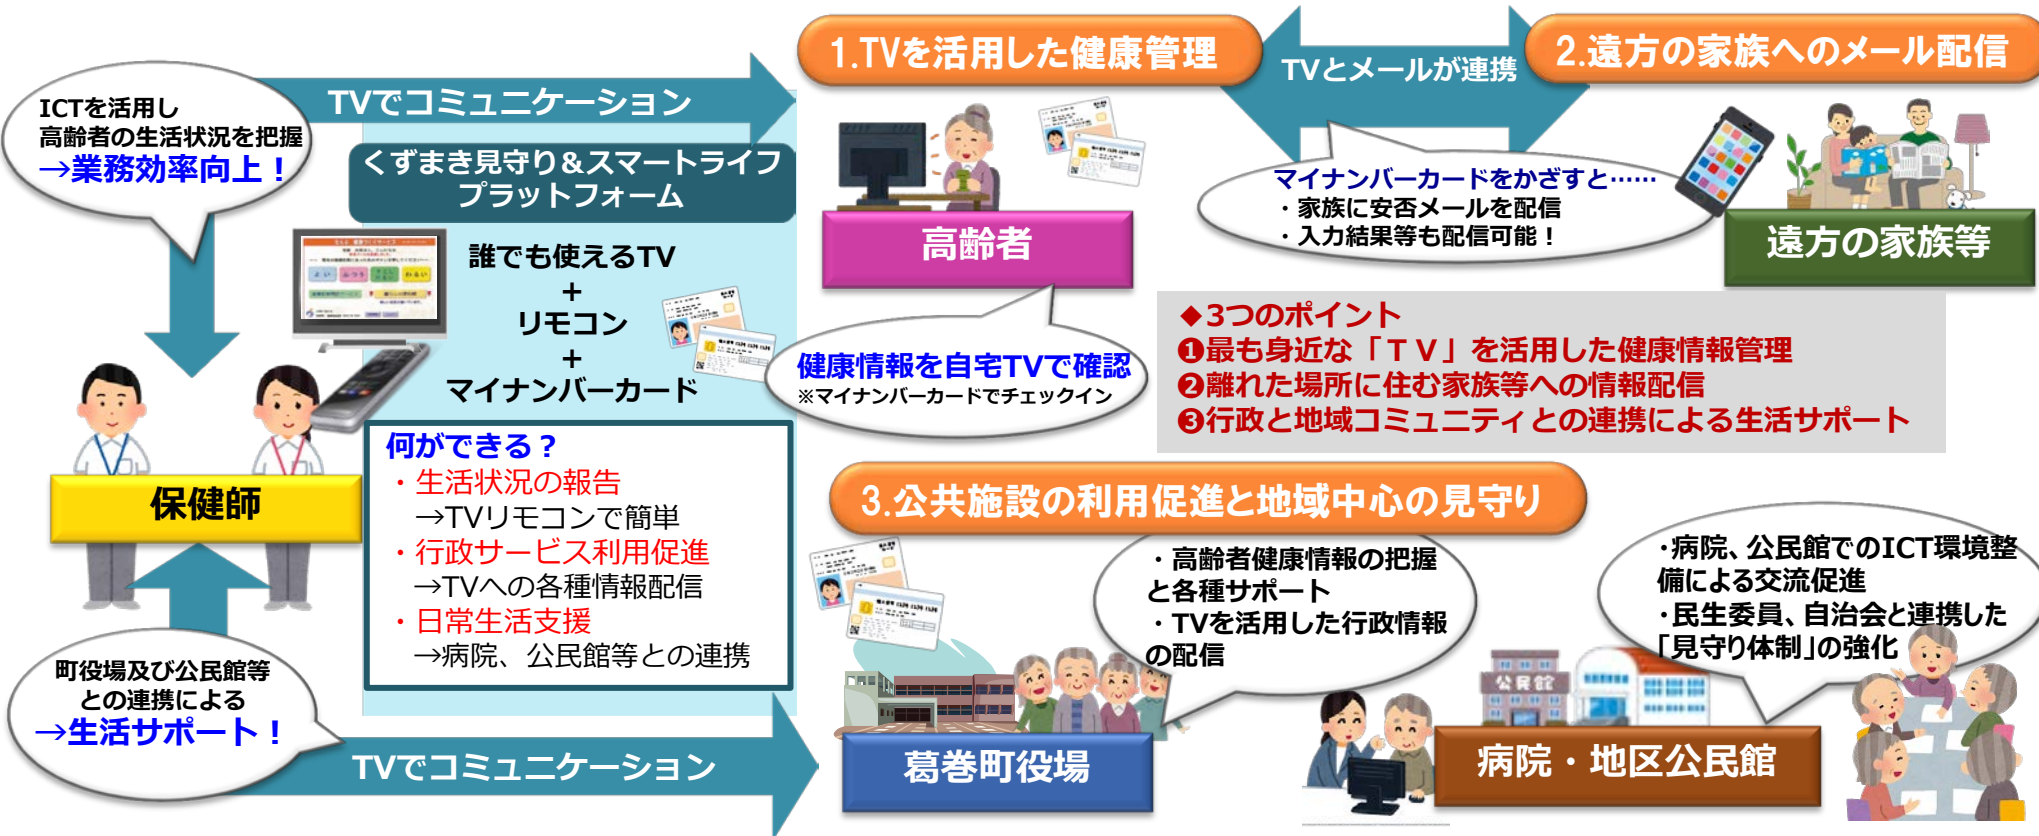 ICTを活用し
高齢者の生活状況を把握
→業務効率向上！
TVでコミュニケーション
くずまき見守り＆スマートライフ
プラットフォーム
誰でも使えるTV
+
リモコン
+
マイナンバーカード
保健師
何ができる？
・生活状況の報告
→TVリモコンで簡単
・行政サービス利用促進
→TVへの各種情報配信
・日常生活支援
→病院、公民館等との連携
町役場及び公民館等
との連携による
→生活サポート！
TVでコミュニケーション
1.TVを活用した健康管理
TVとメールが連携
2.遠方の家族へのメール配信
高齢者
マイナンバーカードをかざすと……
・家族に安否メールを配信
・入力結果等も配信可能！
遠方の家族等
健康情報を自宅TVで確認
※マイナンバーカードでチェックイン
◆3つのポイント
❶最も身近な「ＴＶ」を活用した健康情報管理
❷離れた場所に住む家族等への情報配信
❸行政と地域コミュニティとの連携による生活サポート
3.公共施設の利用促進と地域中心の見守り
・高齢者健康情報の把握
と各種サポート
・TVを活用した行政情報
の配信
葛巻町役場
・病院、公民館でのICT環境整
備による交流促進
・民生委員、自治会と連携した
「見守り体制」の強化
公民館
病院・地区公民館